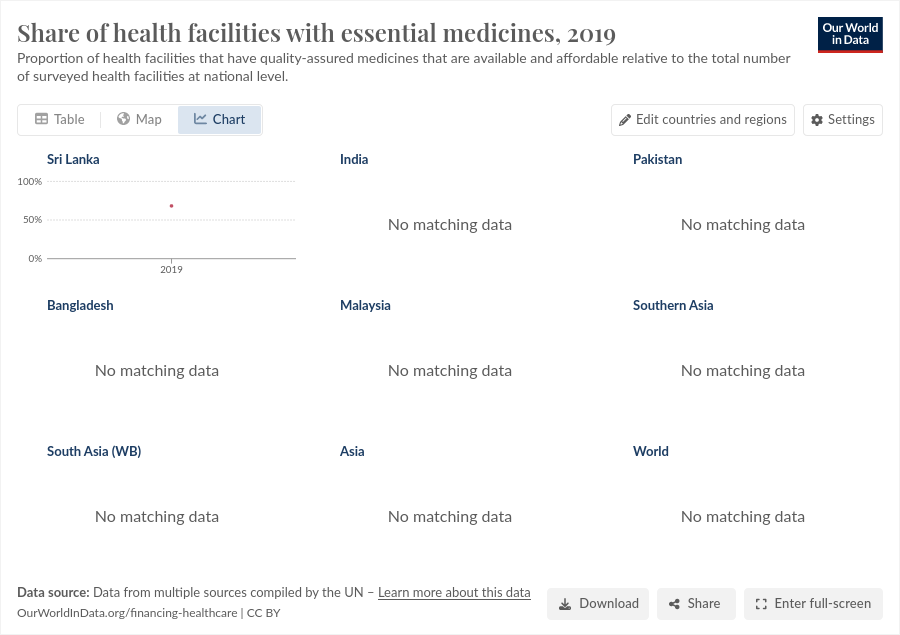 Share of health facilities with essential medicines, 2019
Our World
in Data
Proportion of health facilities that have quality-assured medicines that are available and affordable relative to the total number
of surveyed health facilities at national level.
Table
Map
Chart
Edit countries and regions
Settings
Sri Lanka
India
Pakistan
100%
50%
0%
2019
No matching data
No matching data
Bangladesh
Malaysia
Southern Asia
No matching data
No matching data
No matching data
South Asia (WB)
Asia
World
No matching data
No matching data
No matching data
Data source: Data from multiple sources compiled by the UN – Learn more about this data
OurWorldInData.org/financing-healthcare | CC BY
Download
Share
Enter full-screen